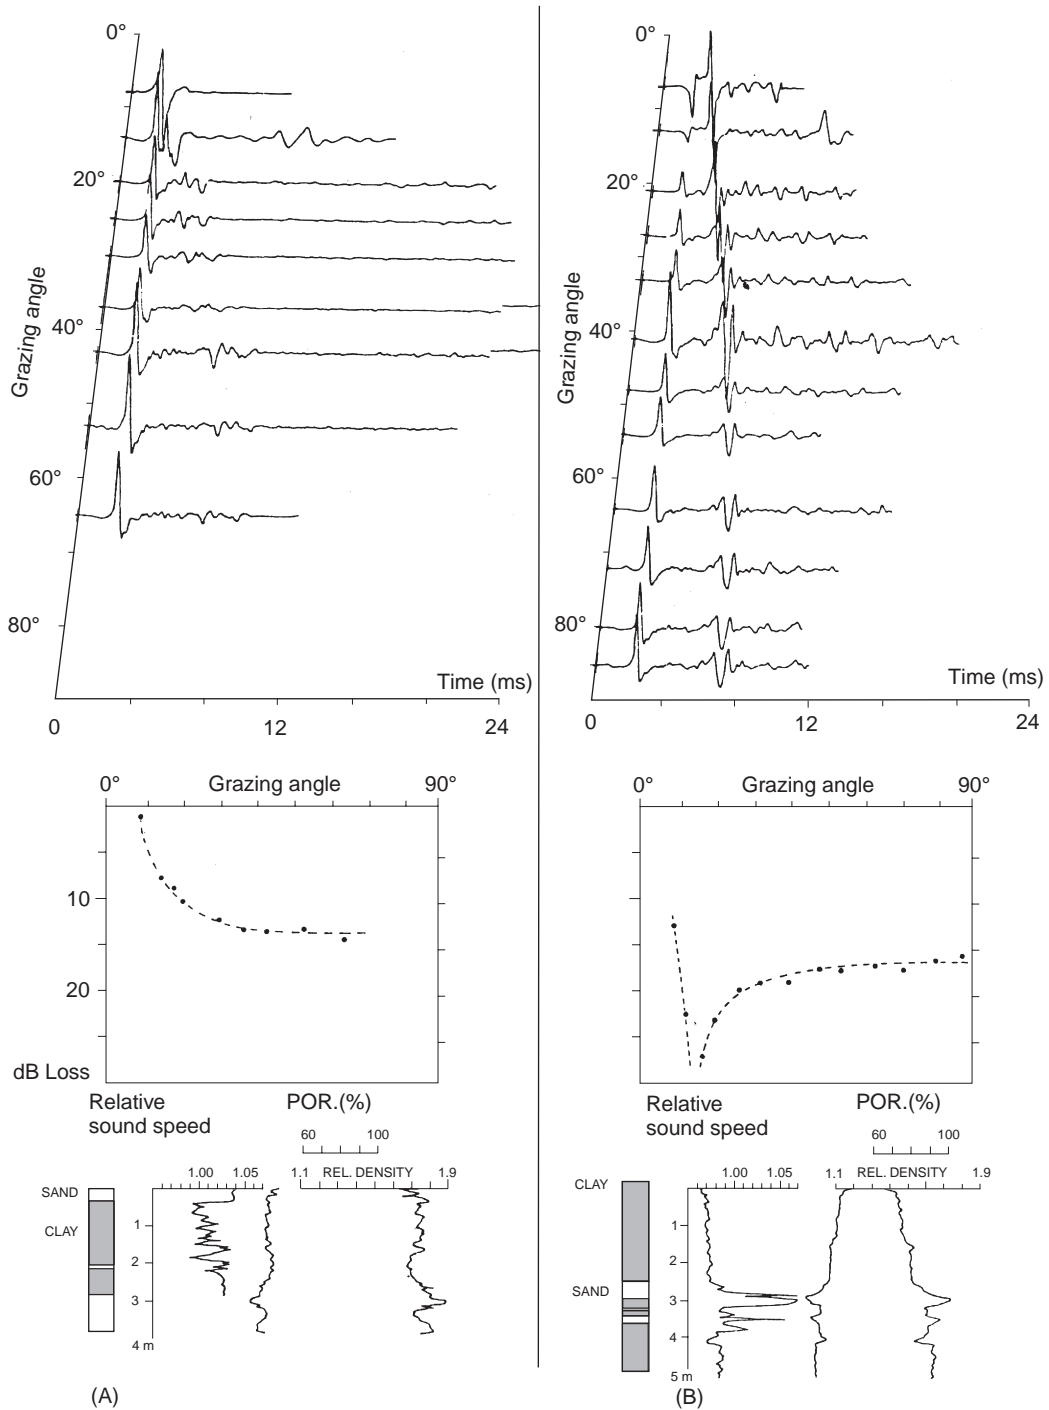 0°
20°
40°
60°
80°
Grazing angle
Time (ms)
0 12 24
0° Grazing angle 90°
10
20
dB Loss
Relative
sound speed
POR.(%)
60 100
1.00 1.05
1.1 REL. DENSITY 1.9
SAND
CLAY
1
2
3
4 m
(A)
0°
20°
40°
60°
80°
Grazing angle
Time (ms)
0 12 24
0° Grazing angle 90°
Relative
sound speed
POR.(%)
60 100
1.00 1.05
1.1 REL. DENSITY 1.9
CLAY
SAND
1
2
3
4
5 m
(B)